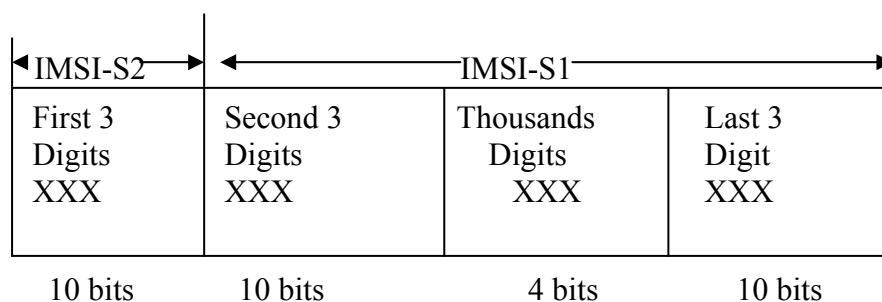 IMSI-S2 IMSI-S1
First 3 Second 3 Thousands Last 3
Digits Digits Digits Digit
XXX XXX XXX XXX
10 bits 10 bits 4 bits 10 bits